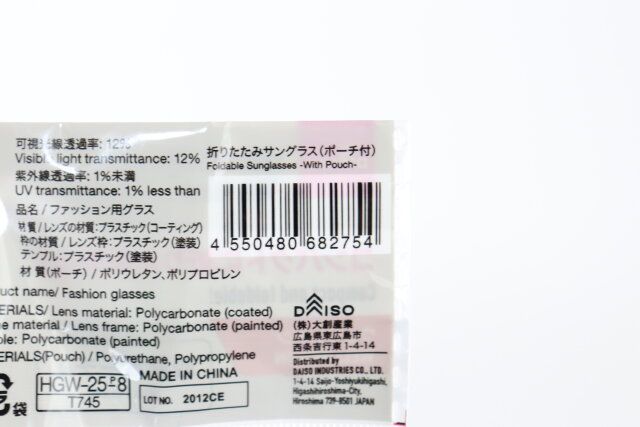 可視光線透過率: 12%
Visible light transmittance: 12%
紫外線透過率: 1%未満
UV transmittance: 1% less than
品名 / ファッション用グラス
材質 / レンズの材質: プラスチック(コーティング)
枠の材質 / レンズ枠: プラスチック(塗装)
テンプル: プラスチック(塗装)
材 質(ポーチ) / ポリウレタン、ポリプロピレン
uct name/ Fashion glasses
ERIALS/ Lens material: Polycarbonate (coated)
e material / Lens frame: Polycarbonate (painted)
ple: Polycarbonate (painted)
ERIALS(Pouch) / Polyurethane, Polypropylene
袋
HGW-25-8
T745
MADE IN CHINA
LOT NO. 2012CE
折りたたみサングラス(ポーチ付)
Foldable Sunglasses -With Pouch-
4 550480 682754
DAISO
(株)大創産業
広島県東広島市
西条吉行東 1-4-14
Distributed by
DAISO INDUSTRIES CO., LTD.
1-4-14 Saijo-Yoshiyukihigashi,
Higashihiroshima-City,
Hiroshima 739-8501 JAPAN